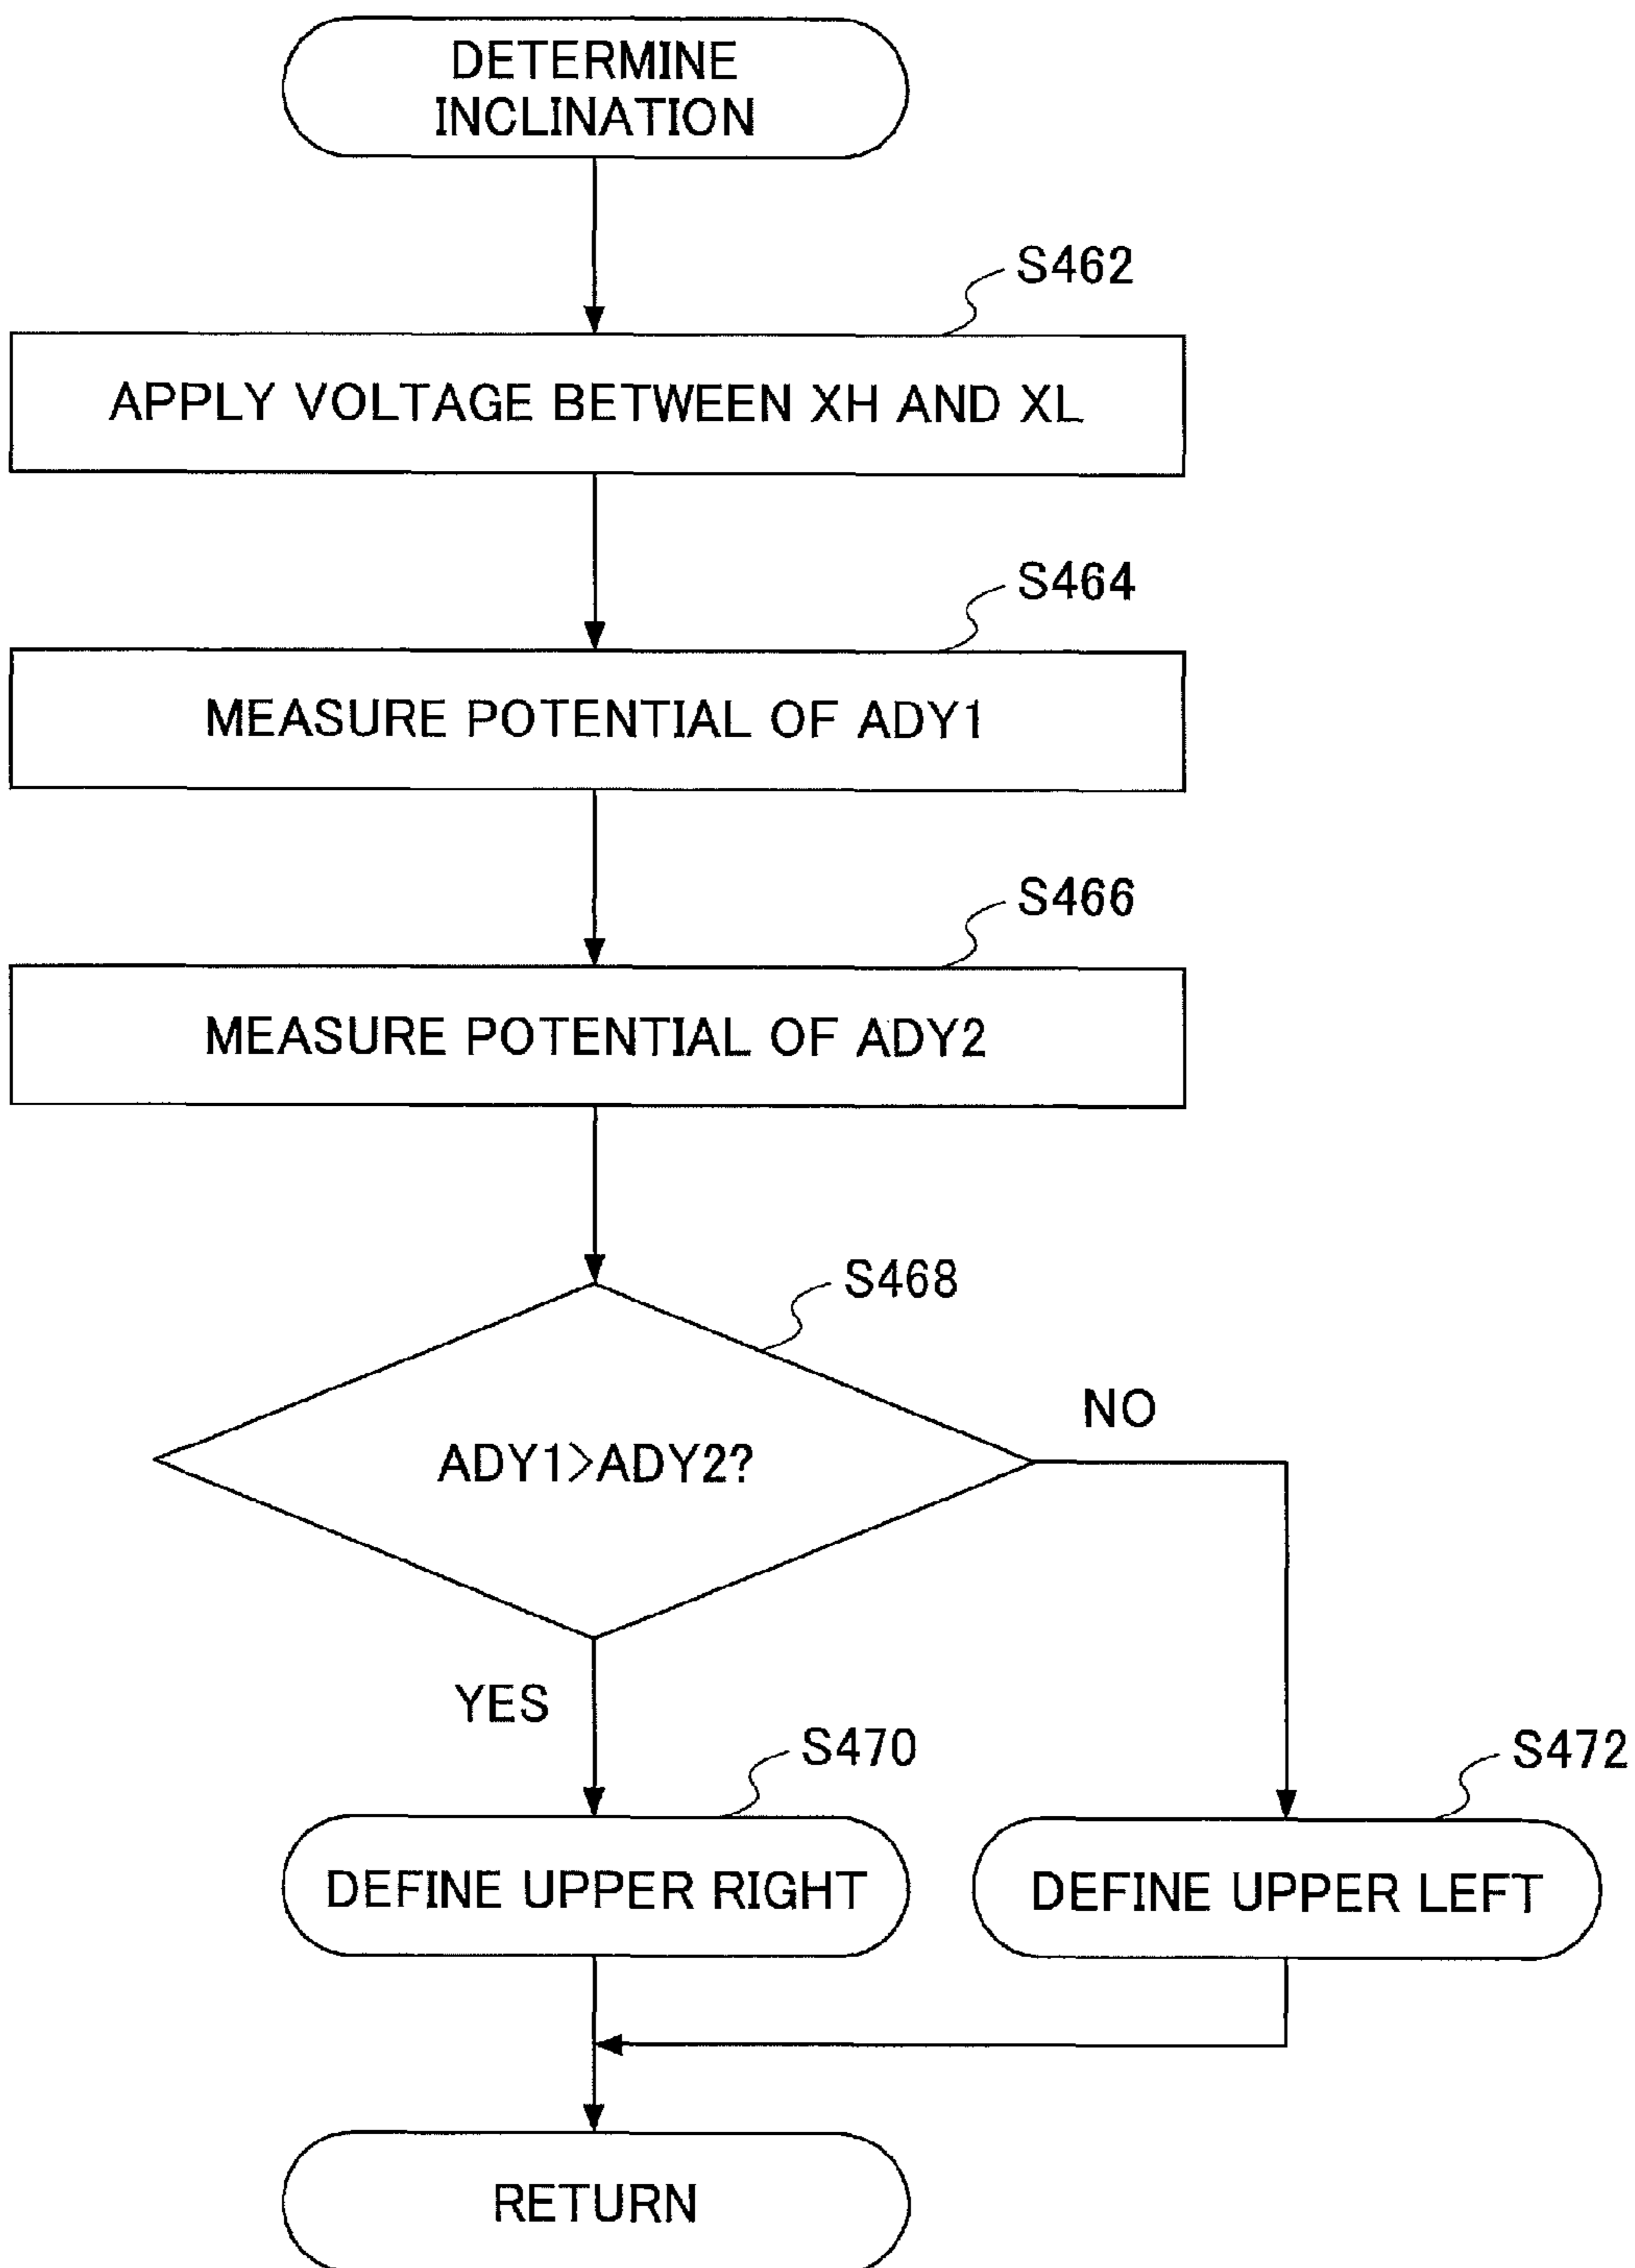 DETERMINE
INCLINATION
S462
APPLY VOLTAGE BETWEEN XH AND XL
S464
MEASURE POTENTIAL OF ADY1
S466
MEASURE POTENTIAL OF ADY2
S468
ADY1>ADY2?
NO
YES
S470
S472
DEFINE UPPER RIGHT
DEFINE UPPER LEFT
RETURN